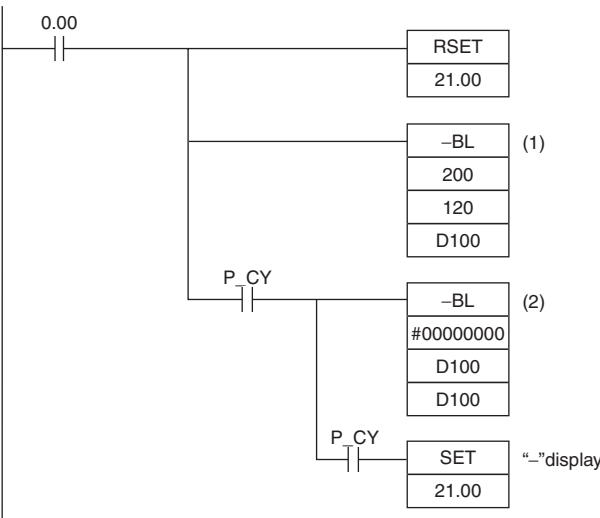 0.00
RSET
21.00
–BL (1)
200
120
D100
P_CY
–BL (2)
#00000000
D100
D100
P_CY
SET "–"display
21.00